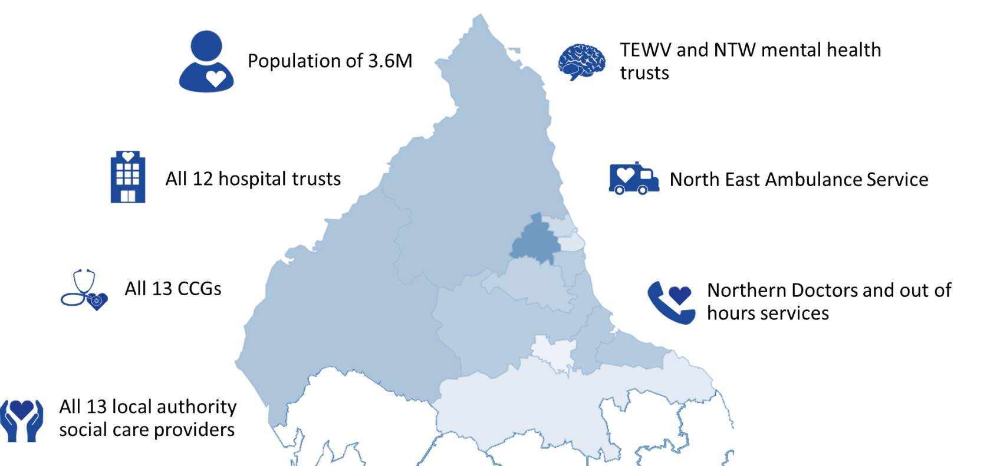 Population of 3.6M
TEWV and NTW mental health
trusts
All 12 hospital trusts
North East Ambulance Service
All 13 CCGs
Northern Doctors and out of
hours services
All 13 local authority
social care providers